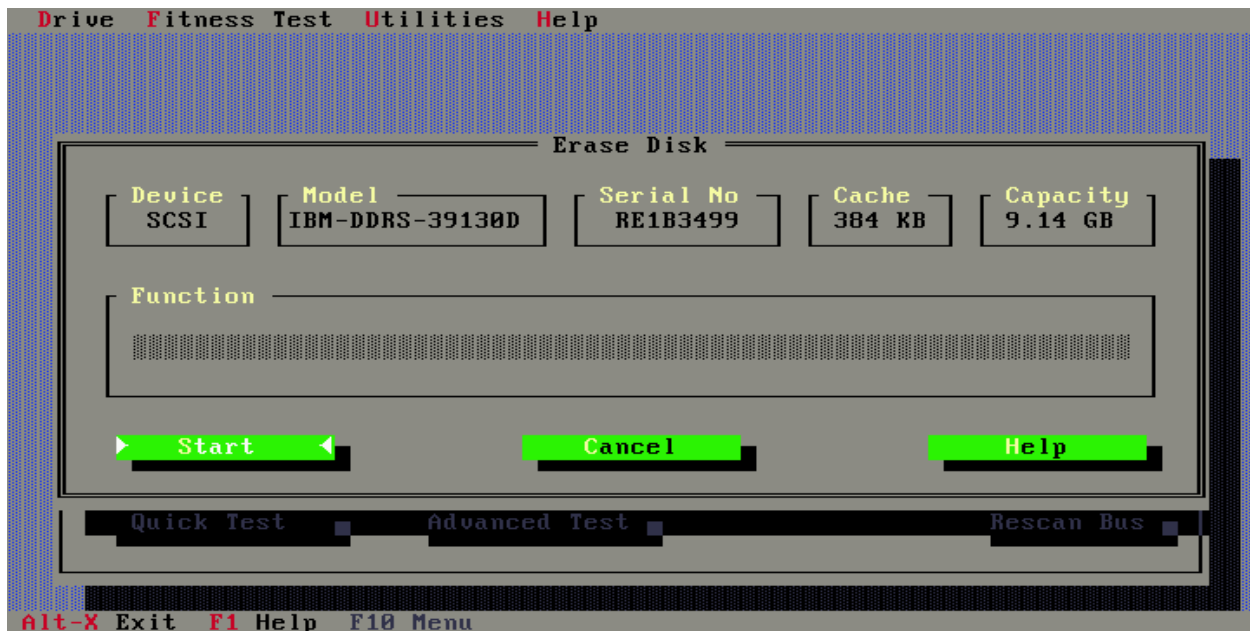 Drive Fitness Test Utilities Help
Erase Disk
Device Model Serial No Cache Capacity
SCSI IBM-DDRS-39130D RE1B3499 384 KB 9.14 GB
Function
Start Cancel Help
Quick Test Advanced Test Rescan Bus
Alt-X Exit F1 Help F10 Menu